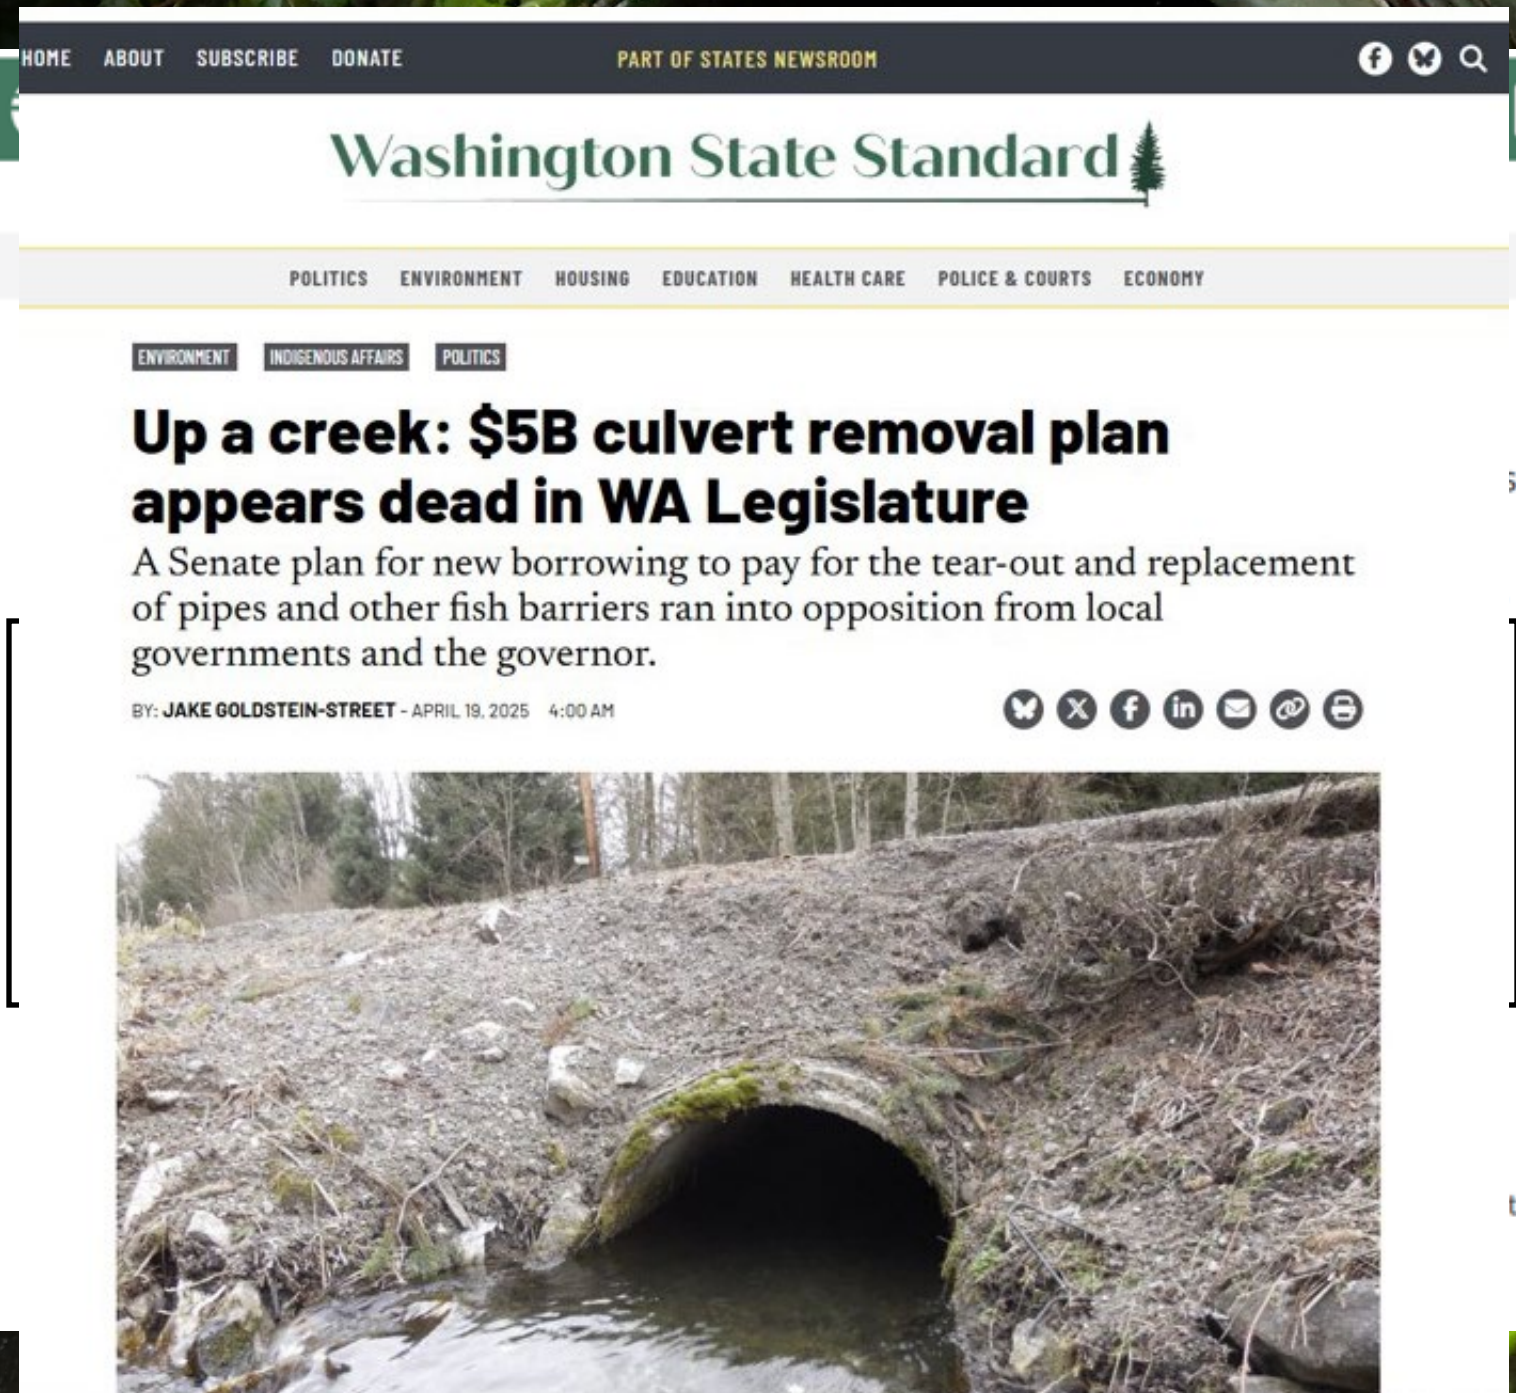 HOME ABOUT SUBSCRIBE DONATE PART OF STATES NEWSROOM
Washington State Standard
POLITICS ENVIRONMENT HOUSING EDUCATION HEALTH CARE POLICE & COURTS ECONOMY
ENVIRONMENT INDIGENOUS AFFAIRS POLITICS
Up a creek: $5B culvert removal plan
appears dead in WA Legislature
A Senate plan for new borrowing to pay for the tear-out and replacement
of pipes and other fish barriers ran into opposition from local
governments and the governor.
BY: JAKE GOLDSTEIN-STREET - APRIL 19, 2025 4:00 AM